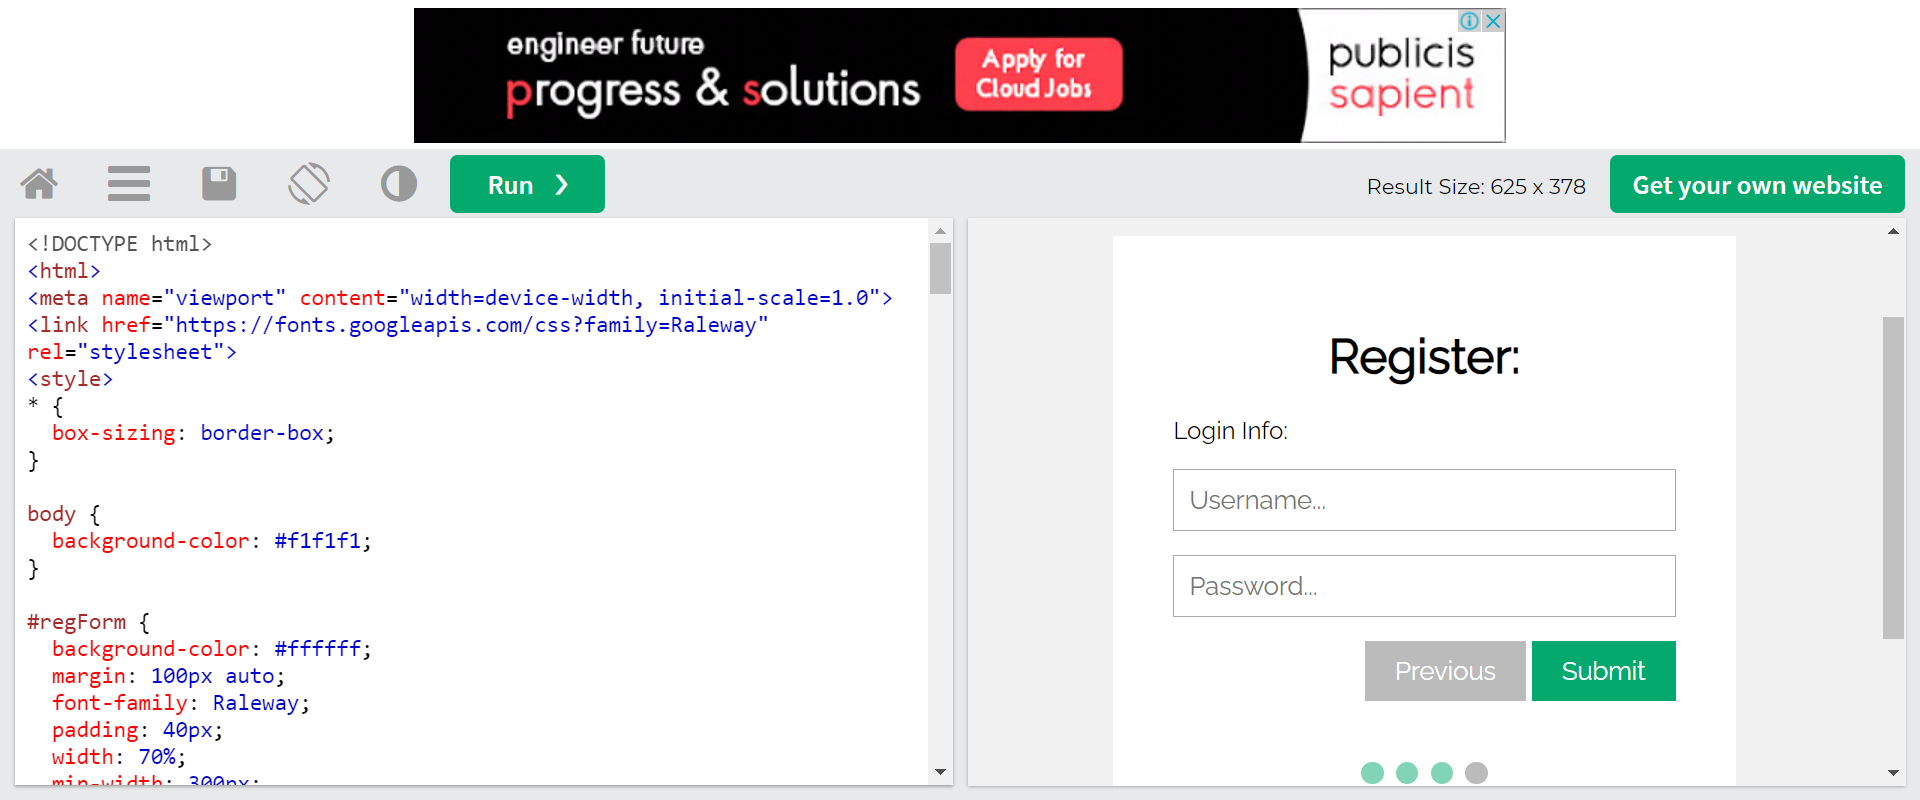 engineer future
progress & solutions
Apply for
Cloud Jobs
publicis
sapient
Run ❯
Result Size: 625 x 378
Get your own website
<!DOCTYPE html>
<html>
<meta name="viewport" content="width=device-width, initial-scale=1.0">
<link href="https://fonts.googleapis.com/css?family=Raleway"
rel="stylesheet">
<style>
* {
  box-sizing: border-box;
}
body {
  background-color: #f1f1f1;
}
#regForm {
  background-color: #ffffff;
  margin: 100px auto;
  font-family: Raleway;
  padding: 40px;
  width: 70%;
  min-width: 300px;
Register:
Login Info:
Username...
Password...
Previous
Submit